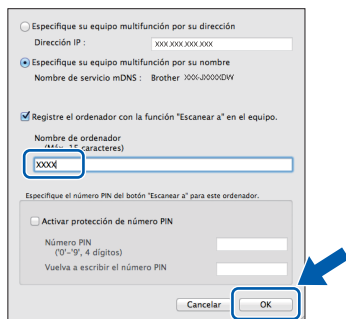 Especifique su equipo multifunción por su dirección
Dirección IP : XXX.XXX.XXX.XXX
Especifique su equipo multifunción por su nombre
Nombre de servicio mDNS : Brother
Registre el ordenador con la función "Escanear a" en el equipo.
Nombre de ordenador
(Máx. 15 caracteres)
XXXX
Especifique el número PIN del botón "Escanear a" para este ordenador.
Activar protección de número PIN
Número PIN
('0'-'9', 4 dígitos)
Vuelva a escribir el número PIN
Cancelar OK